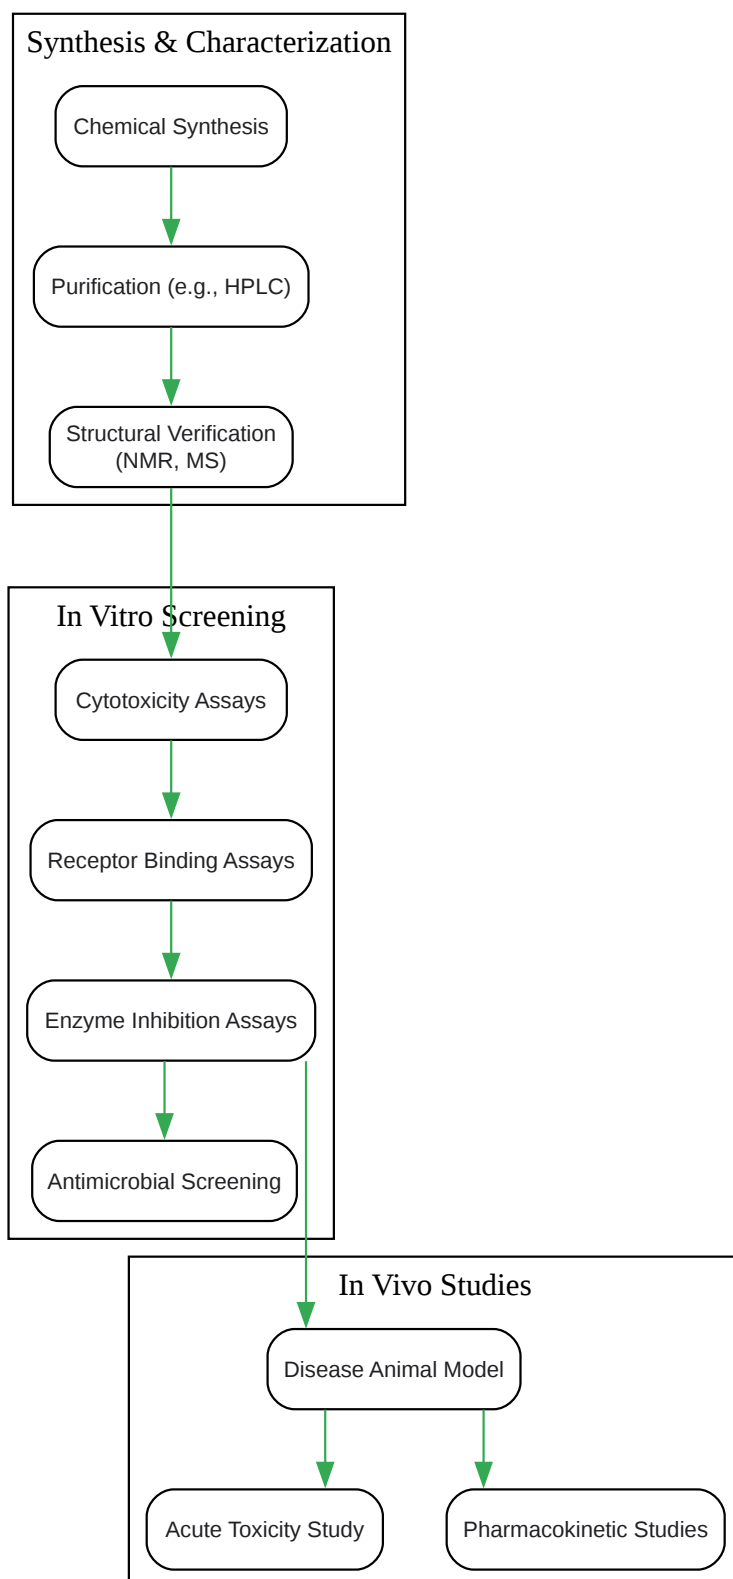 Synthesis & Characterization
Chemical Synthesis
Purification (e.g., HPLC)
Structural Verification
(NMR, MS)
In Vitro Screening
Cytotoxicity Assays
Receptor Binding Assays
Enzyme Inhibition Assays
Antimicrobial Screening
In Vivo Studies
Disease Animal Model
Acute Toxicity Study
Pharmacokinetic Studies